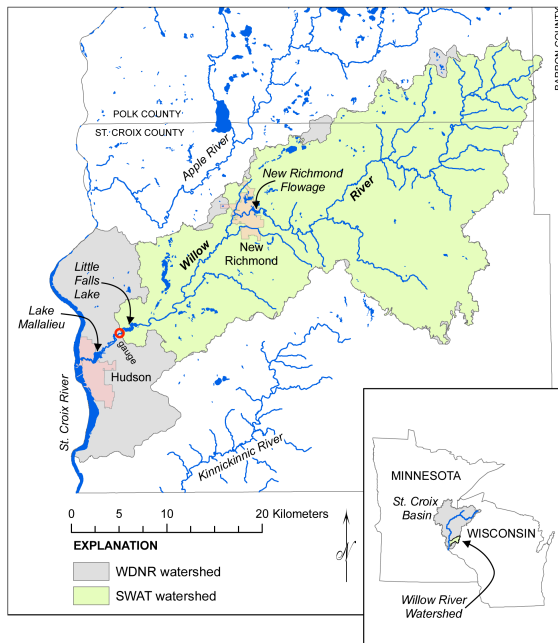 BARRON COUNTY
POLK COUNTY
ST. CROIX COUNTY
Apple River
New Richmond
Flowage
River
Willow
New
Richmond
Little
Falls
Lake
Lake
Mallalieu
gauge
Hudson
St. Croix River
Kinnickinnic River
0 5 10 20 Kilometers
N
EXPLANATION
WDNR watershed
SWAT watershed
MINNESOTA
St. Croix
Basin
WISCONSIN
Willow River
Watershed